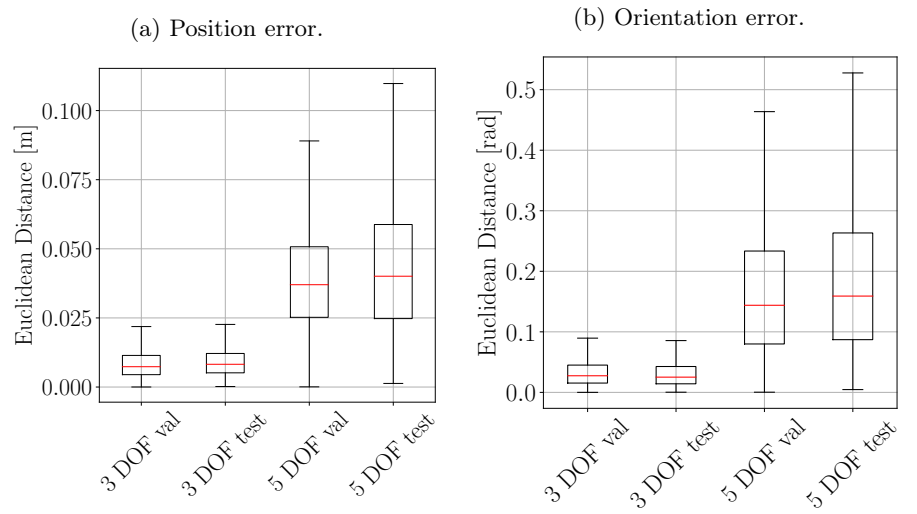 (a) Position error.
Euclidean Distance [m]
0.100
0.075
0.050
0.025
0.000
3 DOF val
3 DOF test
5 DOF val
5 DOF test
(b) Orientation error.
Euclidean Distance [rad]
0.5
0.4
0.3
0.2
0.1
0.0
3 DOF val
3 DOF test
5 DOF val
5 DOF test